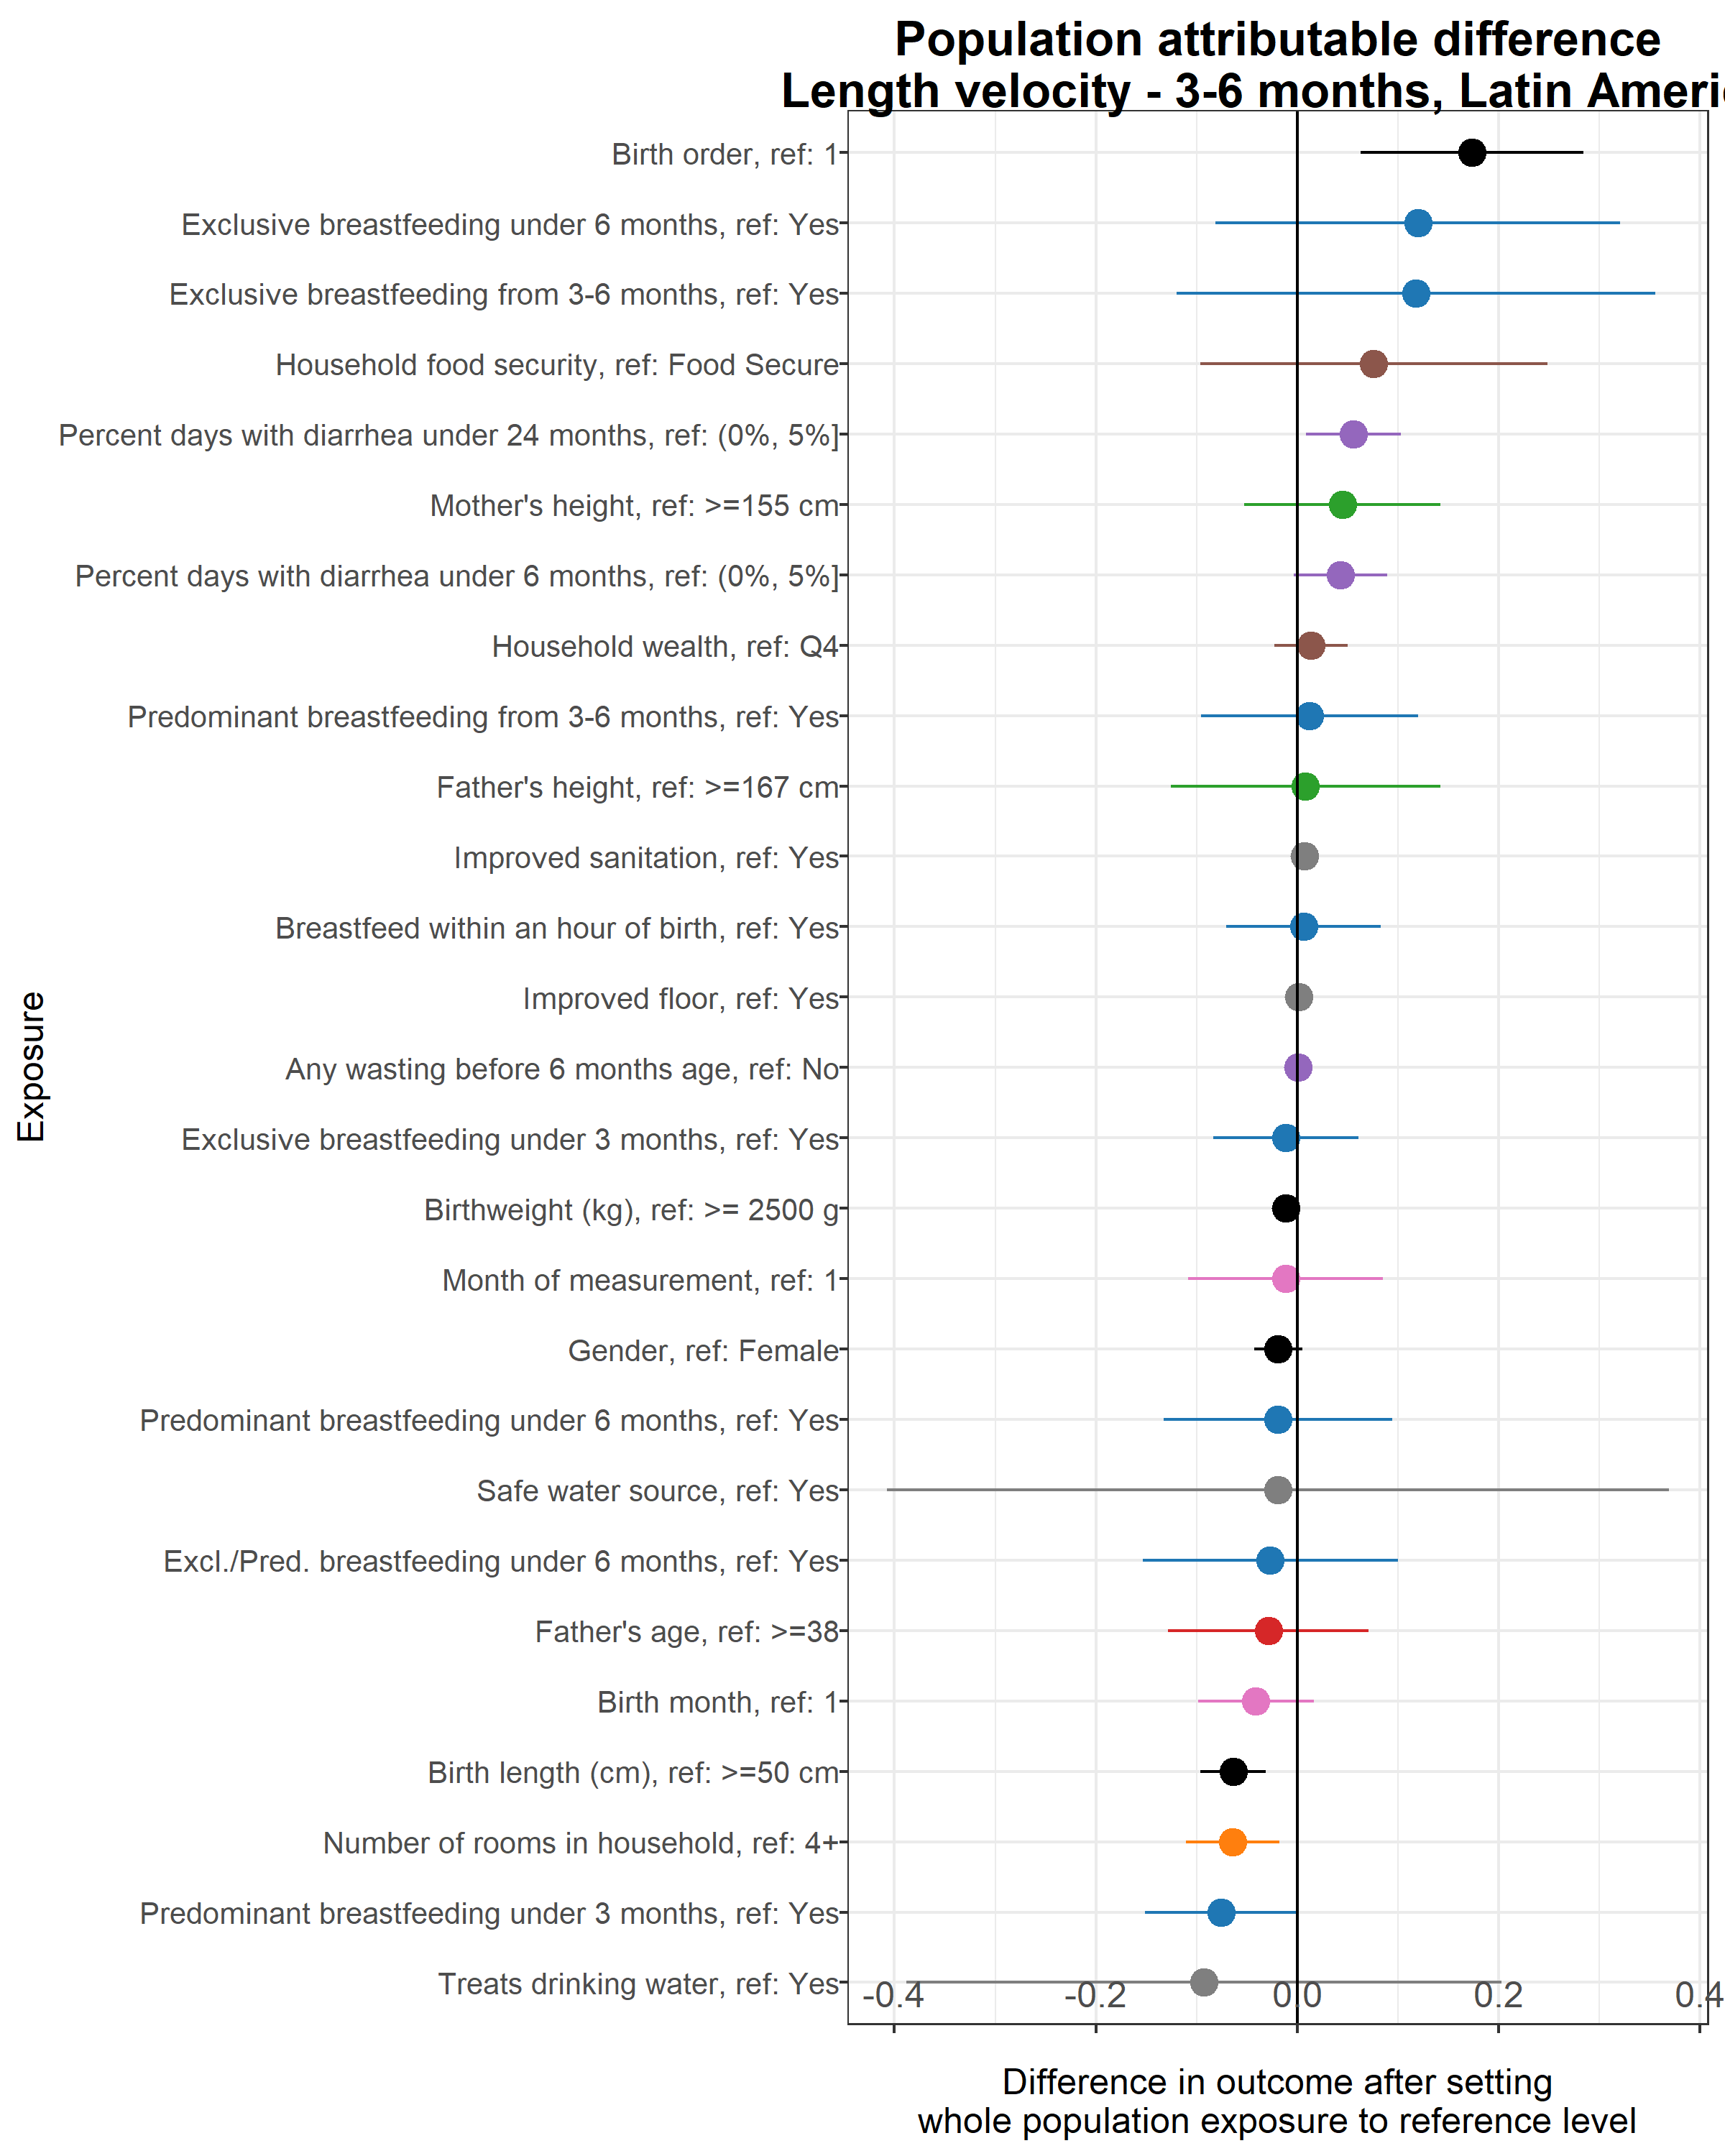 Population attributable difference
Length velocity - 3-6 months, Latin Ameri
Birth order, ref: 1
Exclusive breastfeeding under 6 months, ref: Yes
Exclusive breastfeeding from 3-6 months, ref: Yes
Household food security, ref: Food Secure
Percent days with diarrhea under 24 months, ref: (0%, 5%]
Mother's height, ref: >=155 cm
Percent days with diarrhea under 6 months, ref: (0%, 5%]
Household wealth, ref: Q4
Predominant breastfeeding from 3-6 months, ref: Yes
Father's height, ref: >=167 cm
Improved sanitation, ref: Yes
Breastfeed within an hour of birth, ref: Yes
Improved floor, ref: Yes
Any wasting before 6 months age, ref: No
Exclusive breastfeeding under 3 months, ref: Yes
Birthweight (kg), ref: >= 2500 g
Month of measurement, ref: 1
Gender, ref: Female
Predominant breastfeeding under 6 months, ref: Yes
Safe water source, ref: Yes
Excl./Pred. breastfeeding under 6 months, ref: Yes
Father's age, ref: >=38
Birth month, ref: 1
Birth length (cm), ref: >=50 cm
Number of rooms in household, ref: 4+
Predominant breastfeeding under 3 months, ref: Yes
Treats drinking water, ref: Yes
Exposure
-0.4 -0.2 0.0 0.2 0.4
Difference in outcome after setting
whole population exposure to reference level